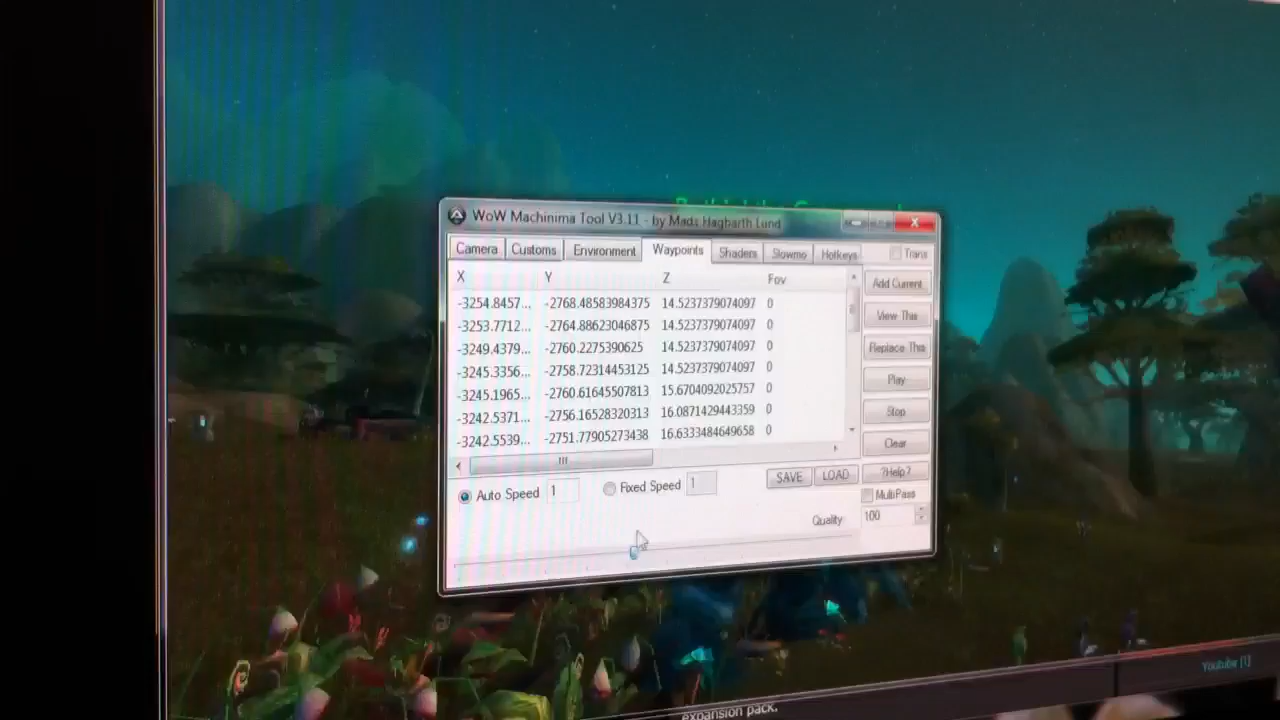 WoW Machinima Tool V3.11 - by Mads Hagbarth Lund
Camera Customs Environment Waypoints Shaders Slowmo Hotkeys Trans
X Y Z Fov
-3254.8457... -2768.48583984375 14.5237379074097 0
-3253.7712... -2764.88623046875 14.5237379074097 0
-3249.4379... -2760.2275390625 14.5237379074097 0
-3245.3356... -2758.72314453125 14.5237379074097 0
-3245.1965... -2760.61645507813 15.6704092025757 0
-3242.5371... -2756.16528320313 16.0871429443359 0
-3242.5539... -2751.77905273438 16.6333484649658 0
Add Current
View This
Replace This
Play
Stop
Clear
?Help?
SAVE LOAD
Auto Speed 1 Fixed Speed 1
MultiPass
Quality 100
Youtube [1]
expansion pack.